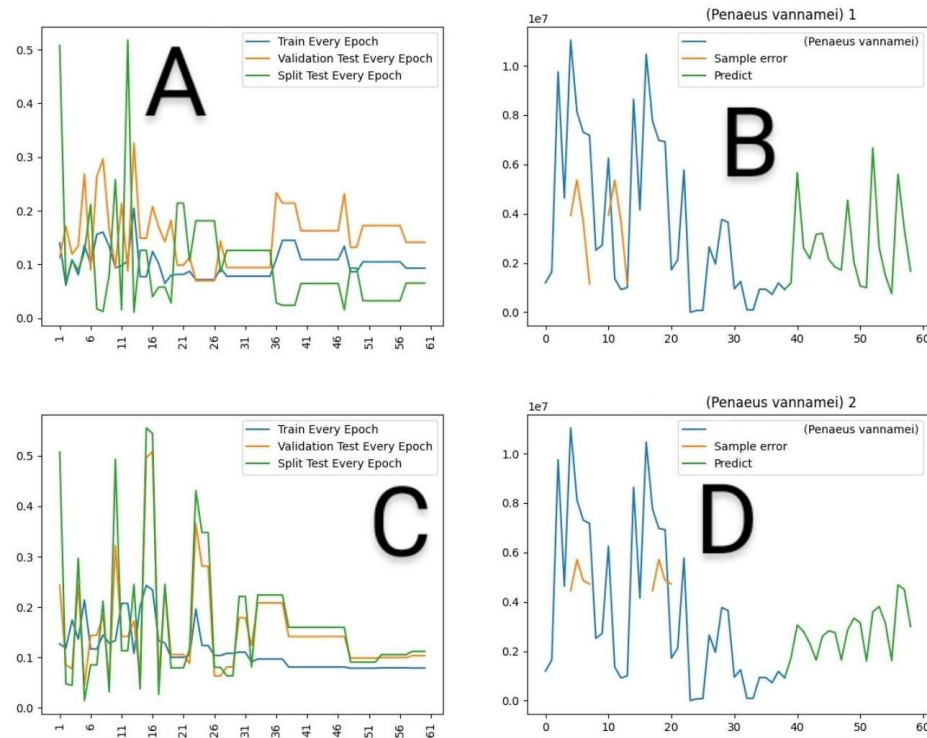 A
Train Every Epoch
Validation Test Every Epoch
Split Test Every Epoch
0.5
0.4
0.3
0.2
0.1
0.0
1 6 11 16 21 26 31 36 41 46 51 56 61
(Penaeus vannamei) 1
1e7
B
(Penaeus vannamei)
Sample error
Predict
1.0
0.8
0.6
0.4
0.2
0.0
0 10 20 30 40 50 60
C
Train Every Epoch
Validation Test Every Epoch
Split Test Every Epoch
0.5
0.4
0.3
0.2
0.1
0.0
1 6 11 16 21 26 31 36 41 46 51 56 61
(Penaeus vannamei) 2
1e7
D
(Penaeus vannamei)
Sample error
Predict
1.0
0.8
0.6
0.4
0.2
0.0
0 10 20 30 40 50 60